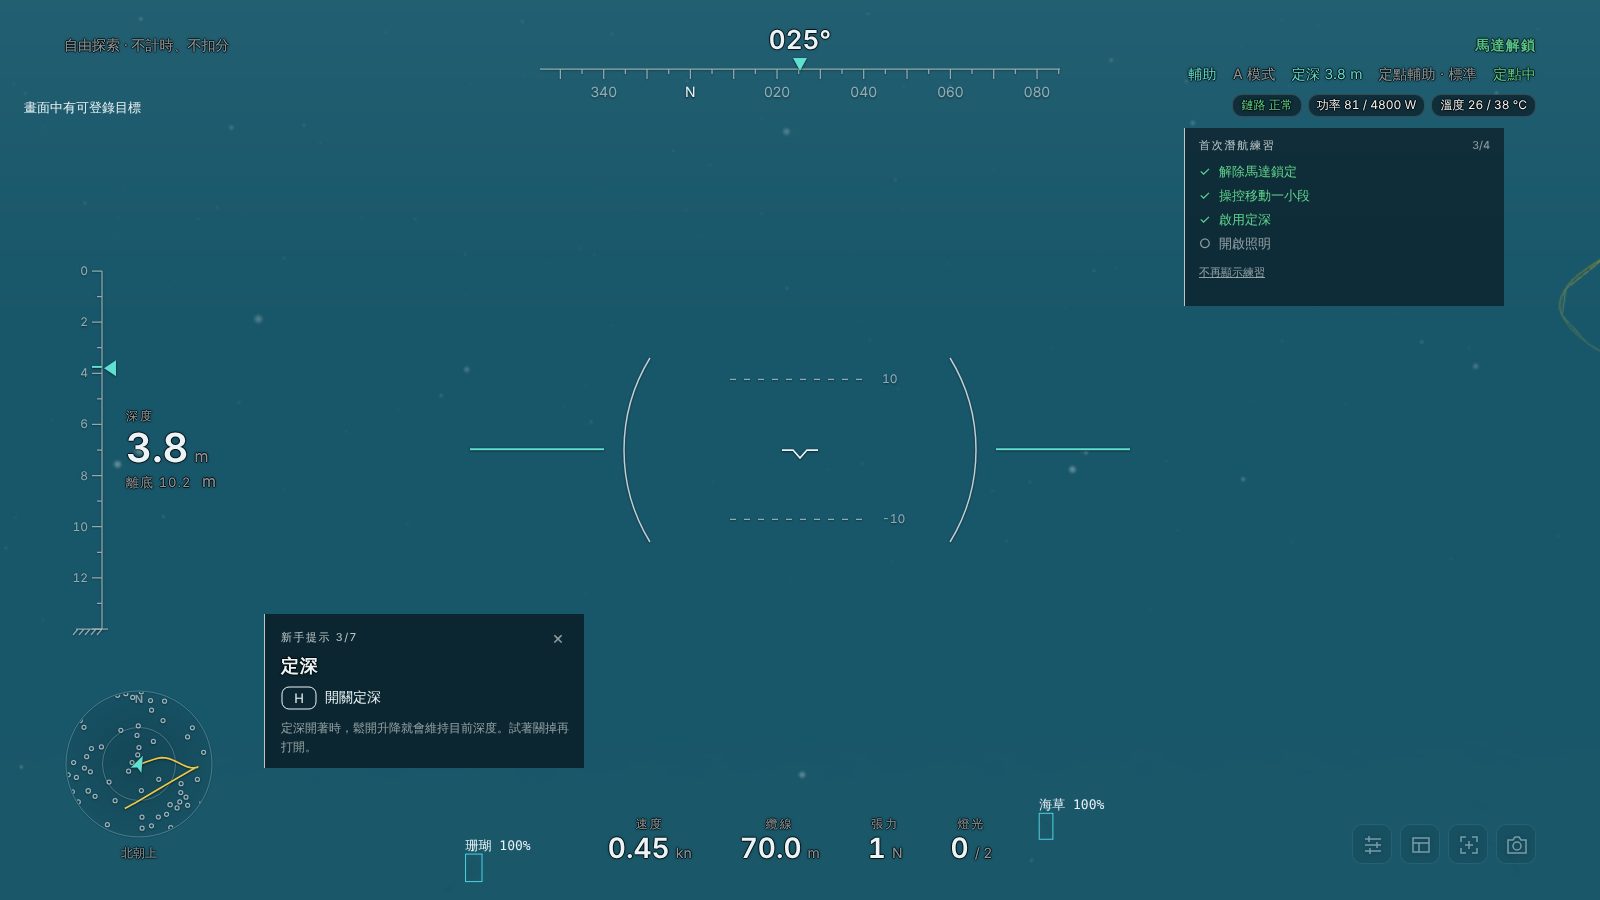 自由探索 · 不計時、不扣分
畫面中有可登錄目標
025°
340 N 020 040 060 080
馬達解鎖
輔助 A 模式 定深 3.8 m 定點輔助 · 標準 定點中
鏈路 正常 功率 81 / 4800 W 溫度 26 / 38 °C
首次潛航練習 3/4
解除馬達鎖定
操控移動一小段
啟用定深
開啟照明
不再顯示練習
0
2
4
6
8
10
12
深度
3.8 m
離底 10.2 m
10
-10
新手提示 3/7
定深
H 開關定深
定深開著時，鬆開升降就會維持目前深度。試著關掉再
打開。
N
北朝上
珊瑚 100%
海草 100%
速度
0.45 kn
纜線
70.0 m
張力
1 N
燈光
0 / 2